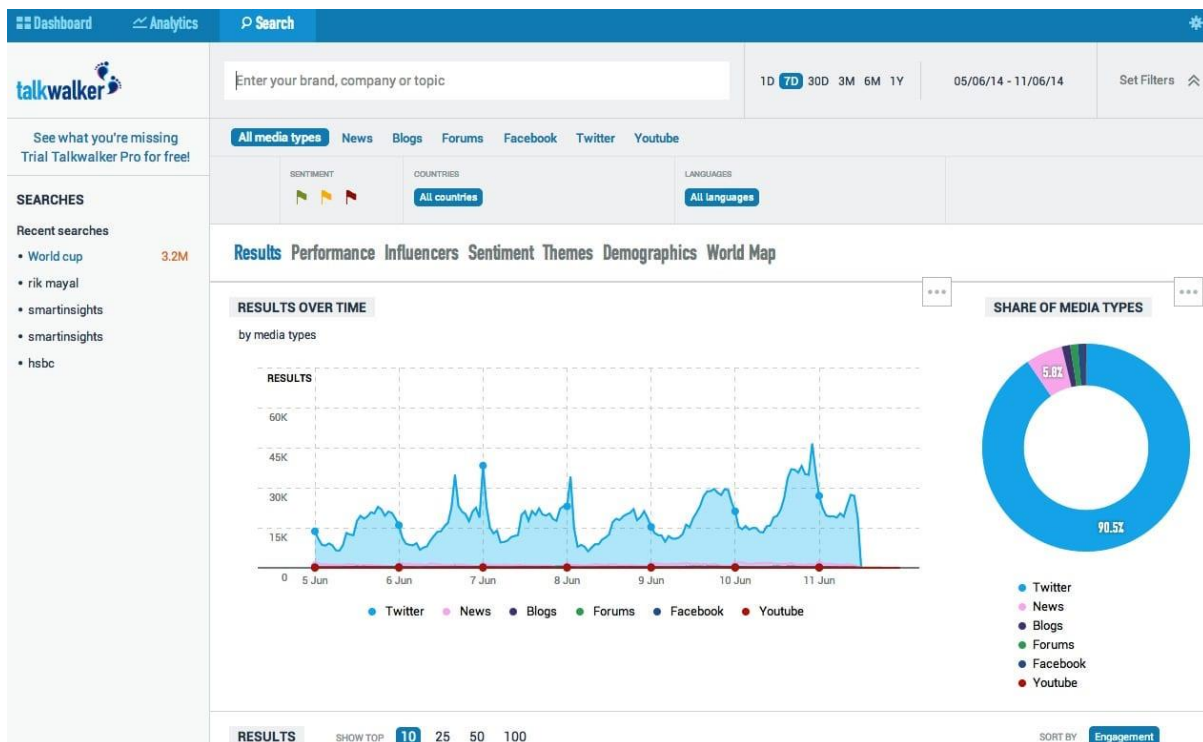 Dashboard Analytics Search
talkwalker
Enter your brand, company or topic
1D 7D 30D 3M 6M 1Y
05/06/14 - 11/06/14
Set Filters
See what you're missing
Trial Talkwalker Pro for free!
All media types News Blogs Forums Facebook Twitter Youtube
SENTIMENT
COUNTRIES
All countries
LANGUAGES
All languages
SEARCHES
Recent searches
• World cup 3.2M
• rik mayal
• smartinsights
• smartinsights
• hsbc
Results Performance Influencers Sentiment Themes Demographics World Map
RESULTS OVER TIME
by media types
RESULTS
60K
45K
30K
15K
0
5 Jun 6 Jun 7 Jun 8 Jun 9 Jun 10 Jun 11 Jun
Twitter News Blogs Forums Facebook Youtube
SHARE OF MEDIA TYPES
5.8%
90.5%
Twitter
News
Blogs
Forums
Facebook
Youtube
RESULTS SHOW TOP 10 25 50 100
SORT BY Engagement